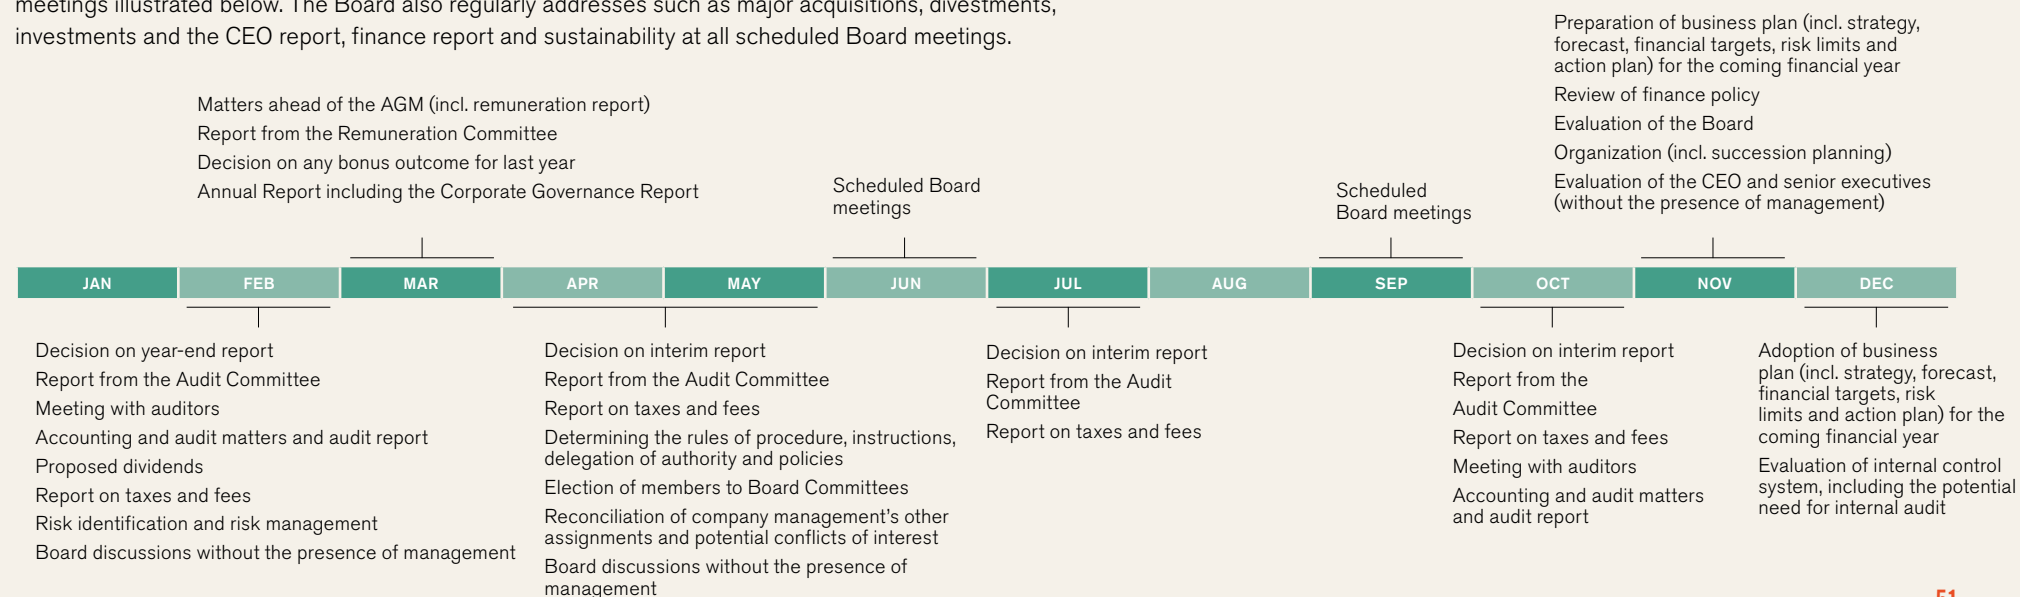 meetings illustrated below. The Board also regularly addresses such as major acquisitions, divestments,
investments and the CEO report, finance report and sustainability at all scheduled Board meetings.
Matters ahead of the AGM (incl. remuneration report)
Report from the Remuneration Committee
Decision on any bonus outcome for last year
Annual Report including the Corporate Governance Report
Scheduled Board
meetings
Scheduled
Board meetings
Preparation of business plan (incl. strategy,
forecast, financial targets, risk limits and
action plan) for the coming financial year
Review of finance policy
Evaluation of the Board
Organization (incl. succession planning)
Evaluation of the CEO and senior executives
(without the presence of management)
JAN
FEB
MAR
APR
MAY
JUN
JUL
AUG
SEP
OCT
NOV
DEC
Decision on year-end report
Report from the Audit Committee
Meeting with auditors
Accounting and audit matters and audit report
Proposed dividends
Report on taxes and fees
Risk identification and risk management
Board discussions without the presence of management
Decision on interim report
Report from the Audit Committee
Report on taxes and fees
Determining the rules of procedure, instructions,
delegation of authority and policies
Election of members to Board Committees
Reconciliation of company management's other
assignments and potential conflicts of interest
Board discussions without the presence of
management
Decision on interim report
Report from the Audit
Committee
Report on taxes and fees
Decision on interim report
Report from the
Audit Committee
Report on taxes and fees
Meeting with auditors
Accounting and audit matters
and audit report
Adoption of business
plan (incl. strategy, forecast,
financial targets, risk
limits and action plan) for the
coming financial year
Evaluation of internal control
system, including the potential
need for internal audit
51